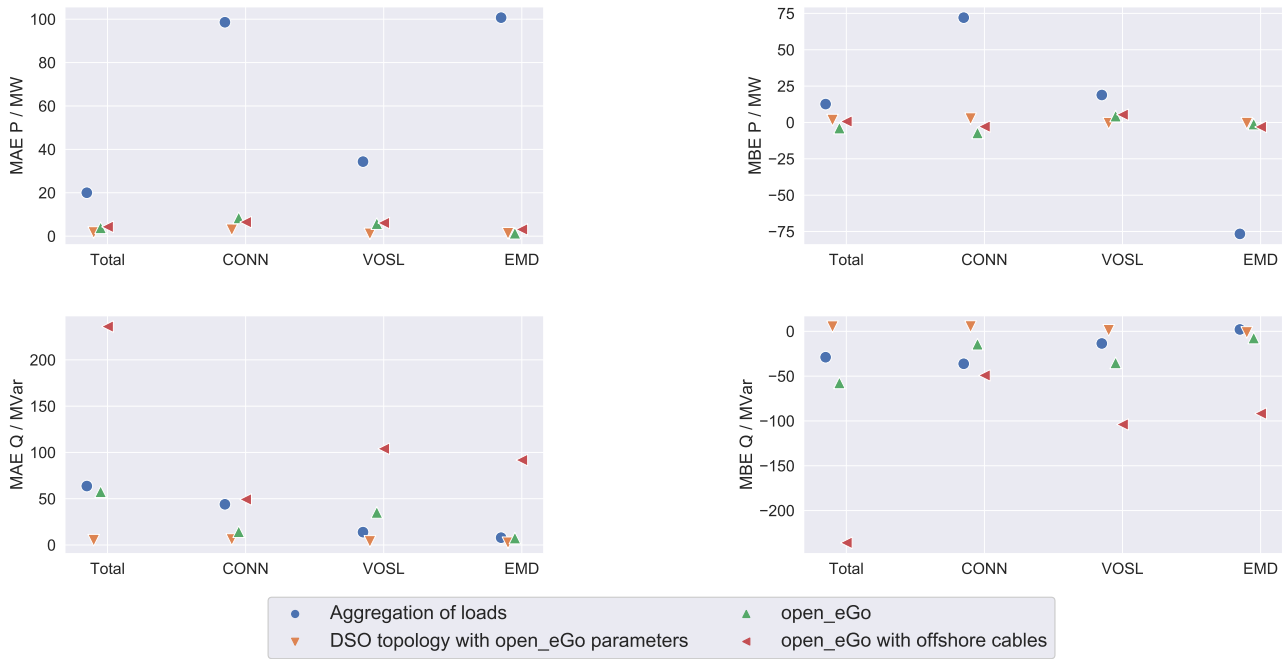 MAE P / MW
100
80
60
40
20
0
Total CONN VOSL EMD
MBE P / MW
75
50
25
0
−25
−50
−75
Total CONN VOSL EMD
MAE Q / MVar
200
150
100
50
0
Total CONN VOSL EMD
MBE Q / MVar
0
−50
−100
−150
−200
Total CONN VOSL EMD
Aggregation of loads
DSO topology with open_eGo parameters
open_eGo
open_eGo with offshore cables